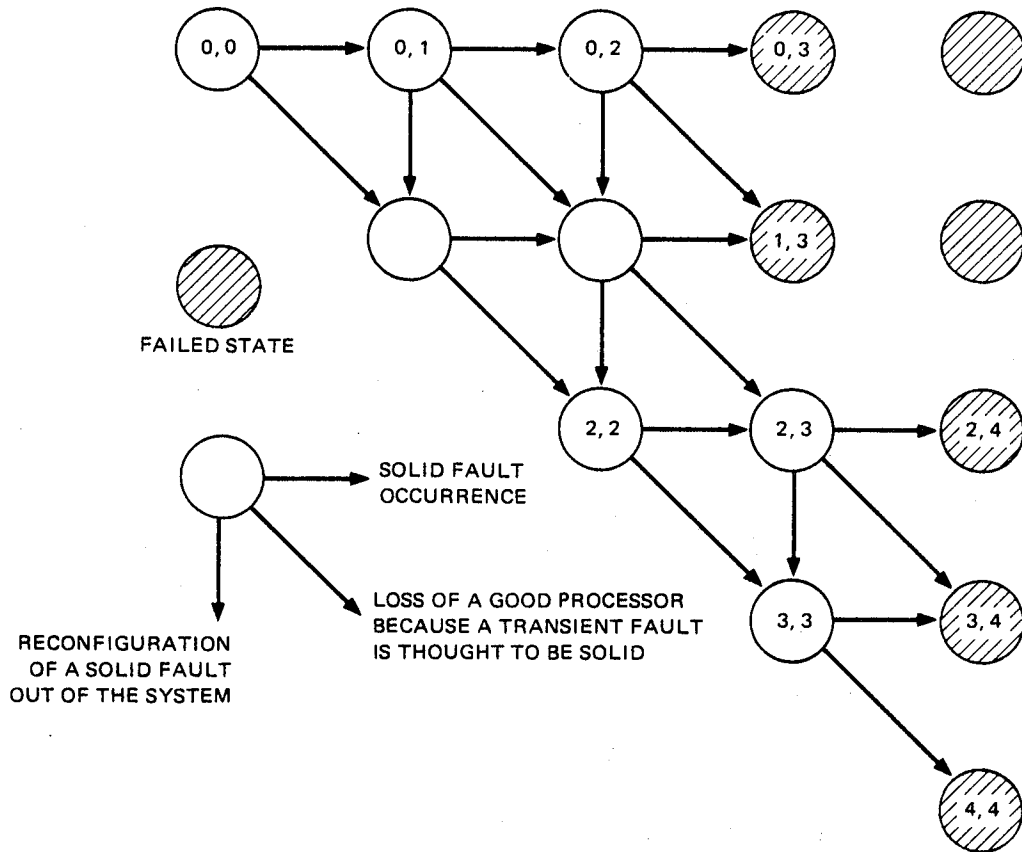 0,0
0,1
0,2
0,3
1,3
FAILED STATE
2,2
2,3
2,4
SOLID FAULT
OCCURRENCE
LOSS OF A GOOD PROCESSOR
BECAUSE A TRANSIENT FAULT
IS THOUGHT TO BE SOLID
3,3
3,4
RECONFIGURATION
OF A SOLID FAULT
OUT OF THE SYSTEM
4,4